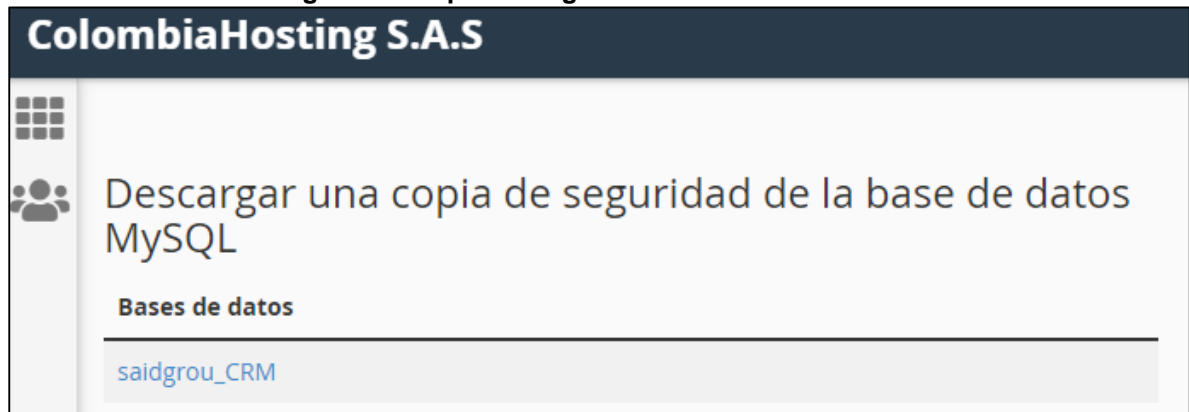 ColombiaHosting S.A.S
Descargar una copia de seguridad de la base de datos
MySQL
Bases de datos
saidgrou_CRM